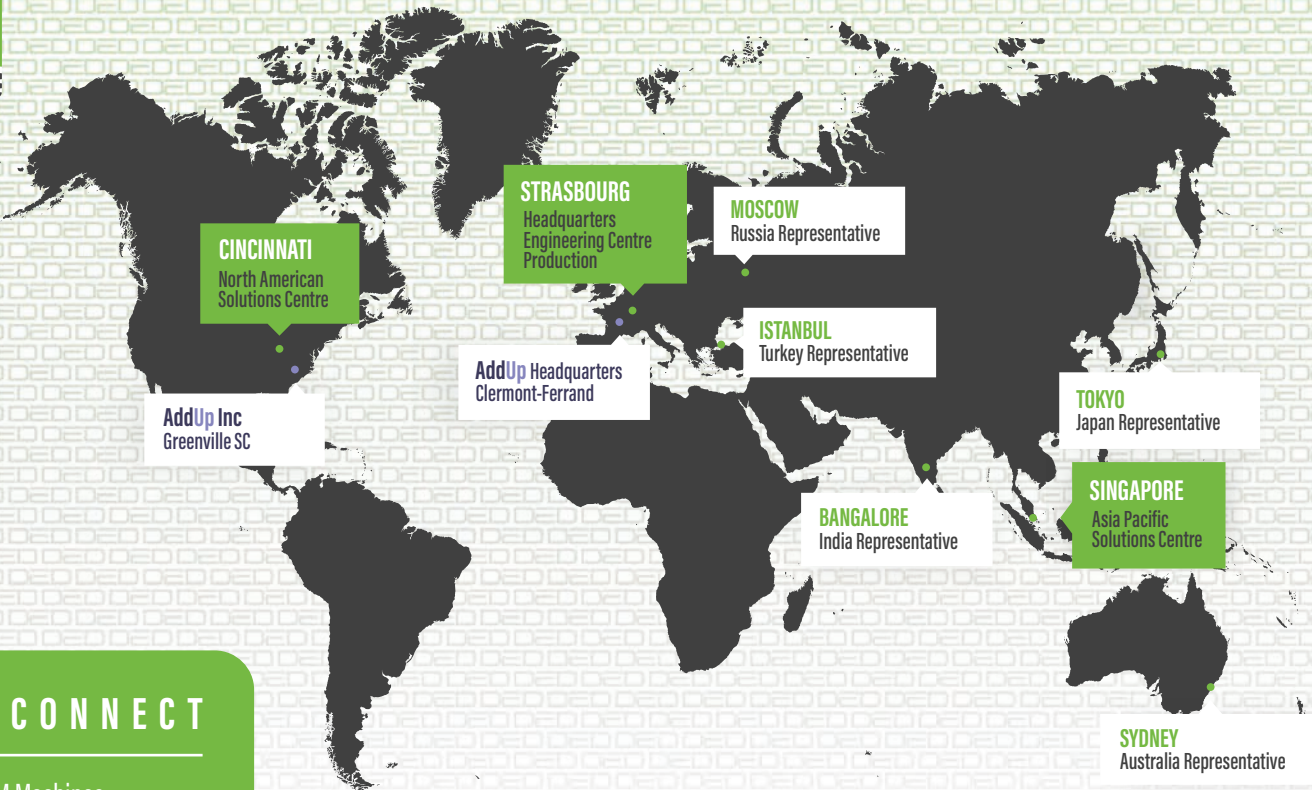 STRASBOURG
Headquarters
Engineering Centre
Production
MOSCOW
Russia Representative
CINCINNATI
North American
Solutions Centre
ISTANBUL
Turkey Representative
AddUp Headquarters
Clermont-Ferrand
AddUp Inc
Greenville SC
TOKYO
Japan Representative
SINGAPORE
Asia Pacific
Solutions Centre
BANGALORE
India Representative
CONNECT
SYDNEY
Australia Representative
Machines